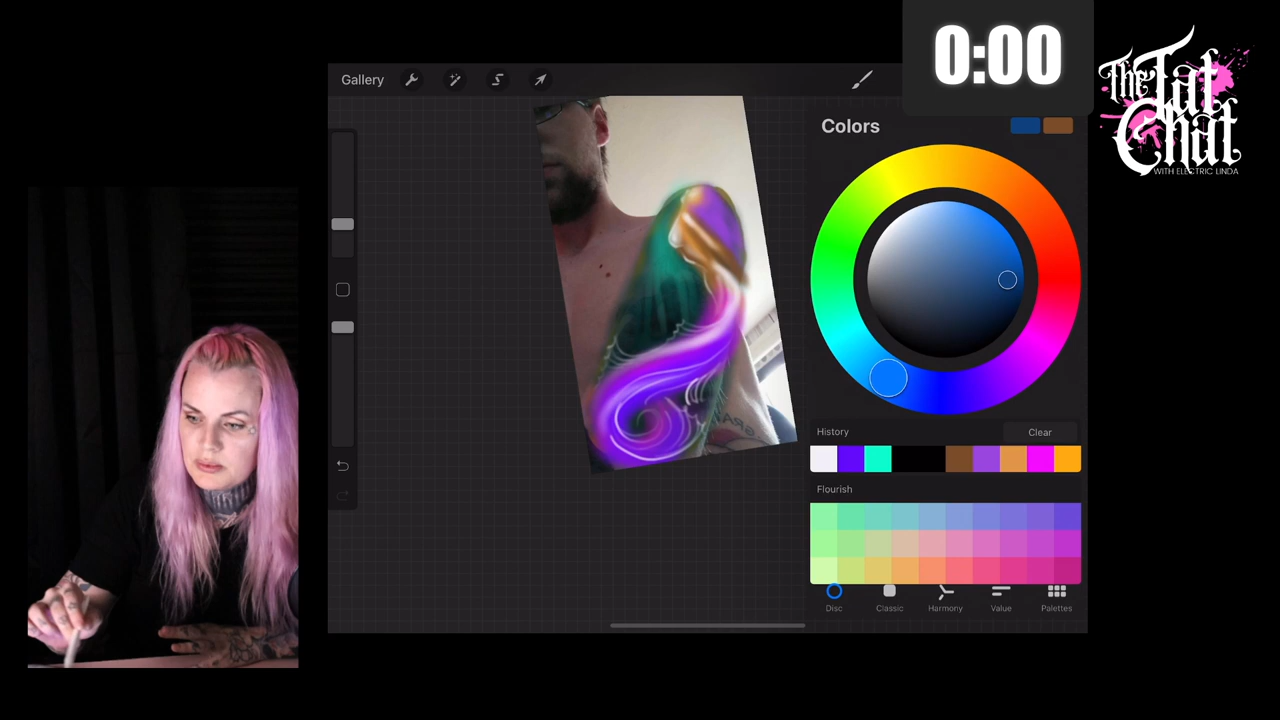 Gallery
0:00
The
Tat
Chat
WITH ELECTRIC LINDA
Colors
History
Clear
Flourish
Disc
Classic
Harmony
Value
Palettes